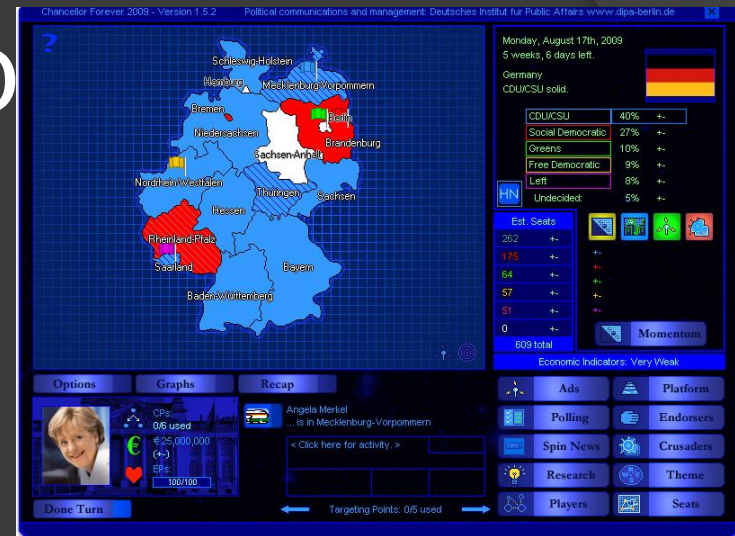 Chancellor Forever 2009 - Version 1.5.2 Political communications and management: Deutsches Institut fur Public Affairs www.dipa-berlin.de
?
Schleswig-Holstein
Hamburg
Mecklenburg-Vorpommern
Bremen
Berlin
Niedersachsen
Brandenburg
Sachsen-Anhalt
Nordrhein-Westfalen
Thuringen
Sachsen
Hessen
Rheinland-Pfalz
Saarland
Bayern
Baden-Wurttemberg
Monday, August 17th, 2009
5 weeks, 6 days left.
Germany
CDU/CSU solid.
CDU/CSU 40% +-
Social Democratic 27% +-
Greens 10% +-
Free Democratic 9% +-
Left 8% +-
Undecided: 5% +-
HN
Est. Seats
262 +-
175 +-
64 +-
57 +-
51 +-
0 +-
609 total
+-
+-
+-
+-
+-
Momentum
Economic Indicators: Very Weak
Options
Graphs
Recap
CPs:
0/6 used
€ €25,000,000
(+-)
EPs:
100/100
Done Turn
Angela Merkel
... is in Mecklenburg-Vorpommern
< Click here for activity. >
Targeting Points: 0/5 used
Ads
Platform
Polling
Endorsers
Spin News
Crusaders
Research
Theme
Players
Seats